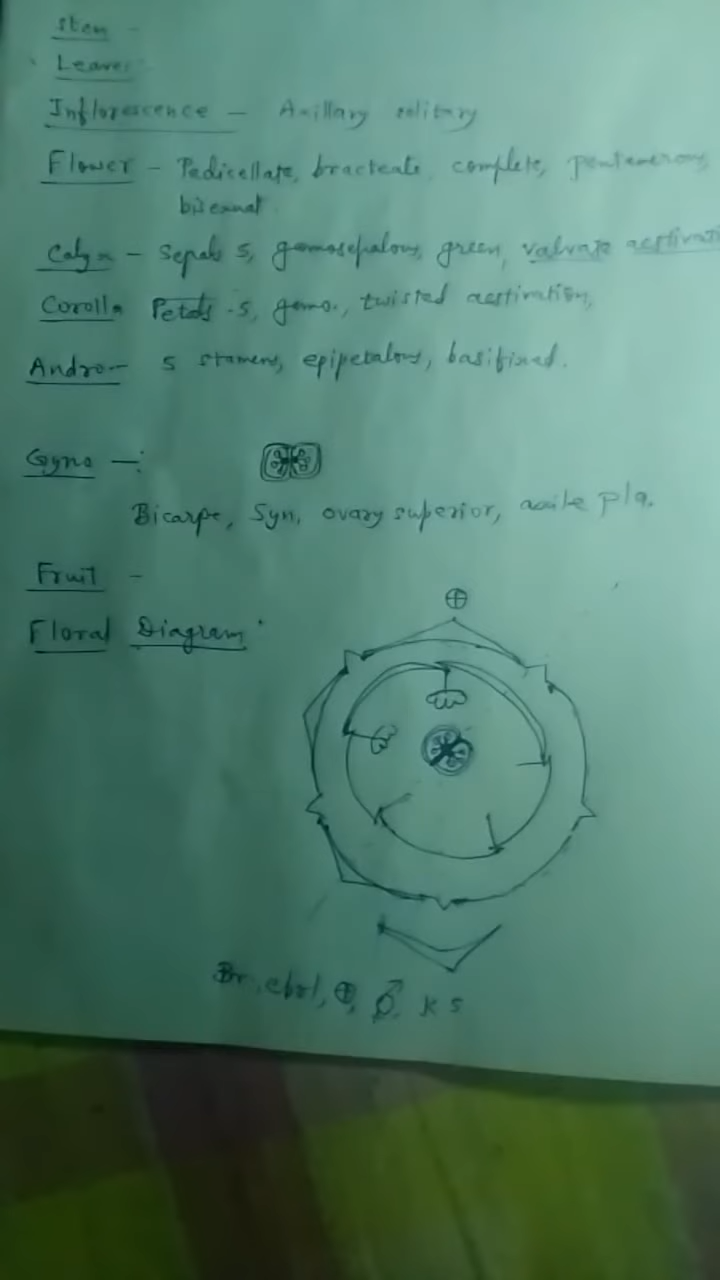 Stem -
Leaves -
Inflorescence - Axillary solitary
Flower - Pedicellate, bracteate, complete, pentamerous,
bisexual.
Calyx - Sepals 5, gamosepalous, green, valvate aestivati
Corolla Petals - 5, gamo., twisted aestivation,
Andro - 5 stamens, epipetalous, basifixed.
Gyno -:
Bicarpe, Syn, ovary superior, axile pla.
Fruit -
Floral Diagram
⊕
Br, ebrl, ⊕, ⚥, K 5